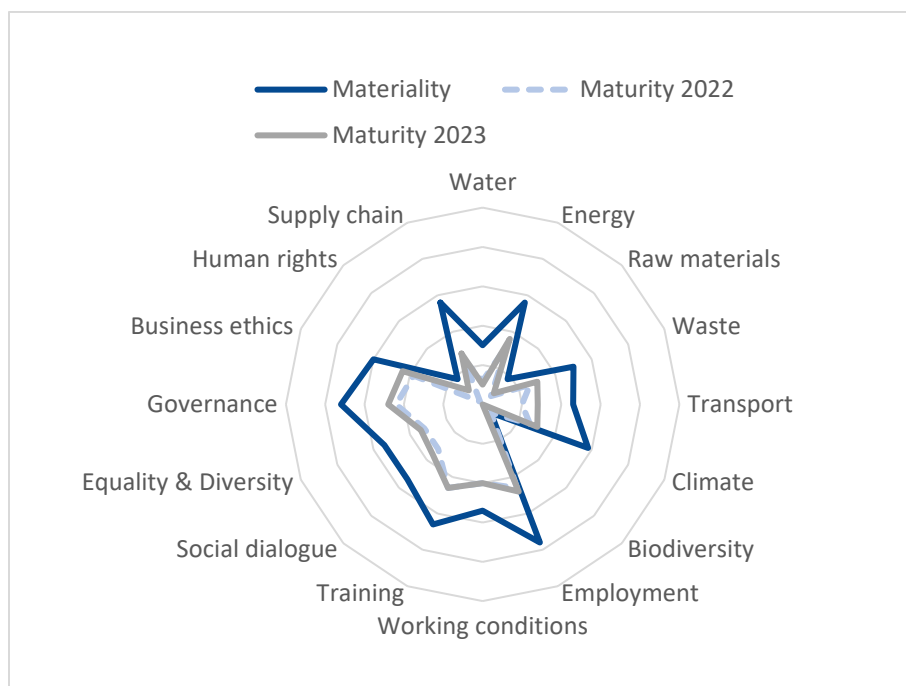 Materiality
Maturity 2022
Maturity 2023
Water
Energy
Raw materials
Waste
Transport
Climate
Biodiversity
Employment
Working conditions
Training
Social dialogue
Equality & Diversity
Governance
Business ethics
Human rights
Supply chain